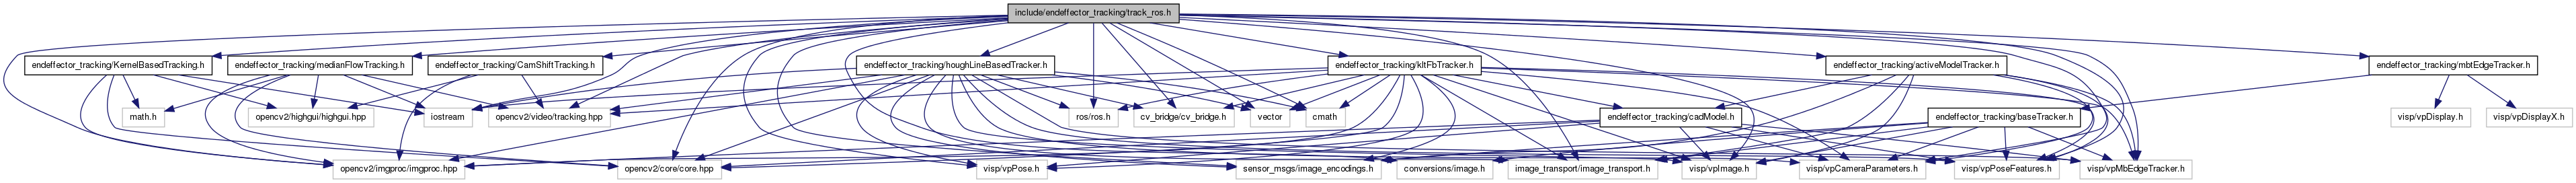 include/endeffector_tracking/track_ros.h
endeffector_tracking/KernelBasedTracking.h
endeffector_tracking/medianFlowTracking.h
endeffector_tracking/CamShiftTracking.h
endeffector_tracking/houghLineBasedTracker.h
endeffector_tracking/kltFbTracker.h
endeffector_tracking/activeModelTracker.h
endeffector_tracking/mbtEdgeTracker.h
math.h
opencv2/highgui/highgui.hpp
iostream
opencv2/video/tracking.hpp
ros/ros.h
cv_bridge/cv_bridge.h
vector
cmath
endeffector_tracking/cadModel.h
endeffector_tracking/baseTracker.h
visp/vpDisplay.h
visp/vpDisplayX.h
opencv2/imgproc/imgproc.hpp
opencv2/core/core.hpp
visp/vpPose.h
sensor_msgs/image_encodings.h
conversions/image.h
image_transport/image_transport.h
visp/vpImage.h
visp/vpCameraParameters.h
visp/vpPoseFeatures.h
visp/vpMbEdgeTracker.h